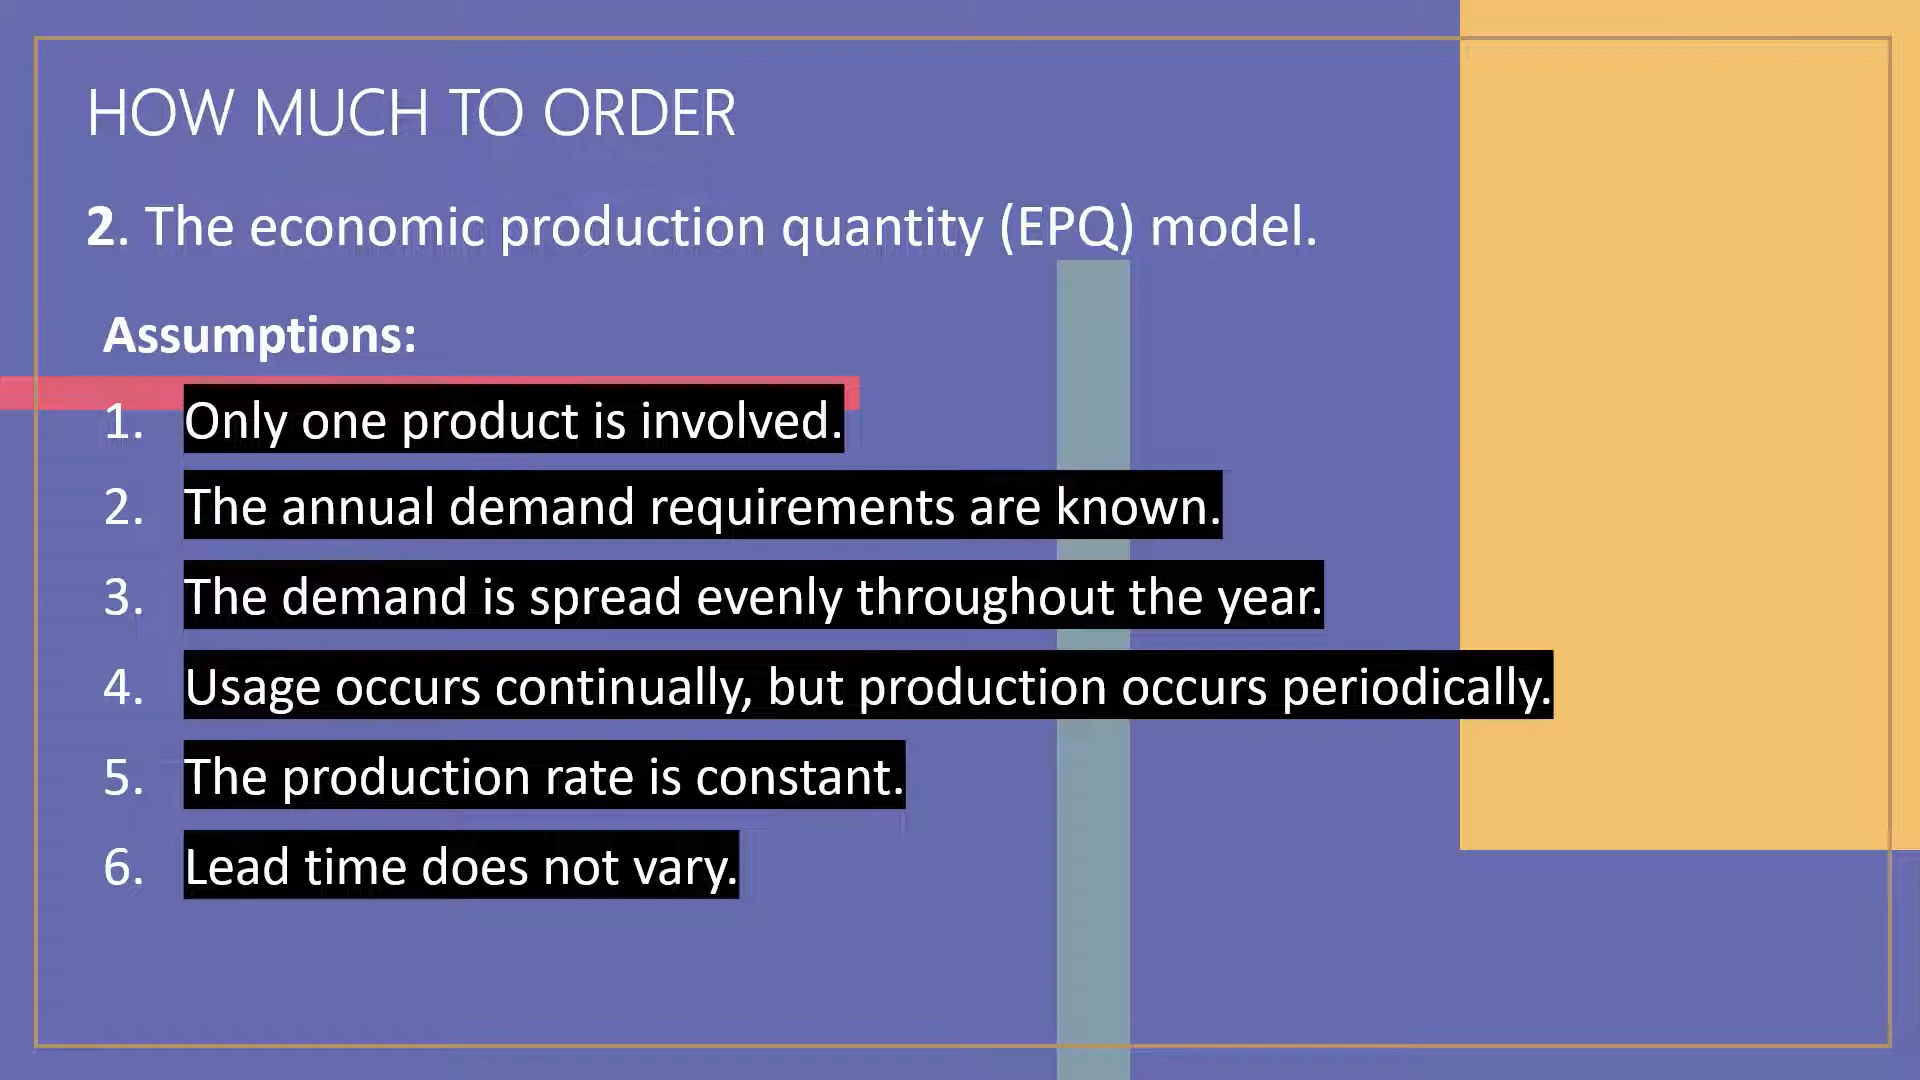 HOW MUCH TO ORDER
2. The economic production quantity (EPQ) model.
Assumptions:
1. Only one product is involved.
2. The annual demand requirements are known.
3. The demand is spread evenly throughout the year.
4. Usage occurs continually, but production occurs periodically.
5. The production rate is constant.
6. Lead time does not vary.